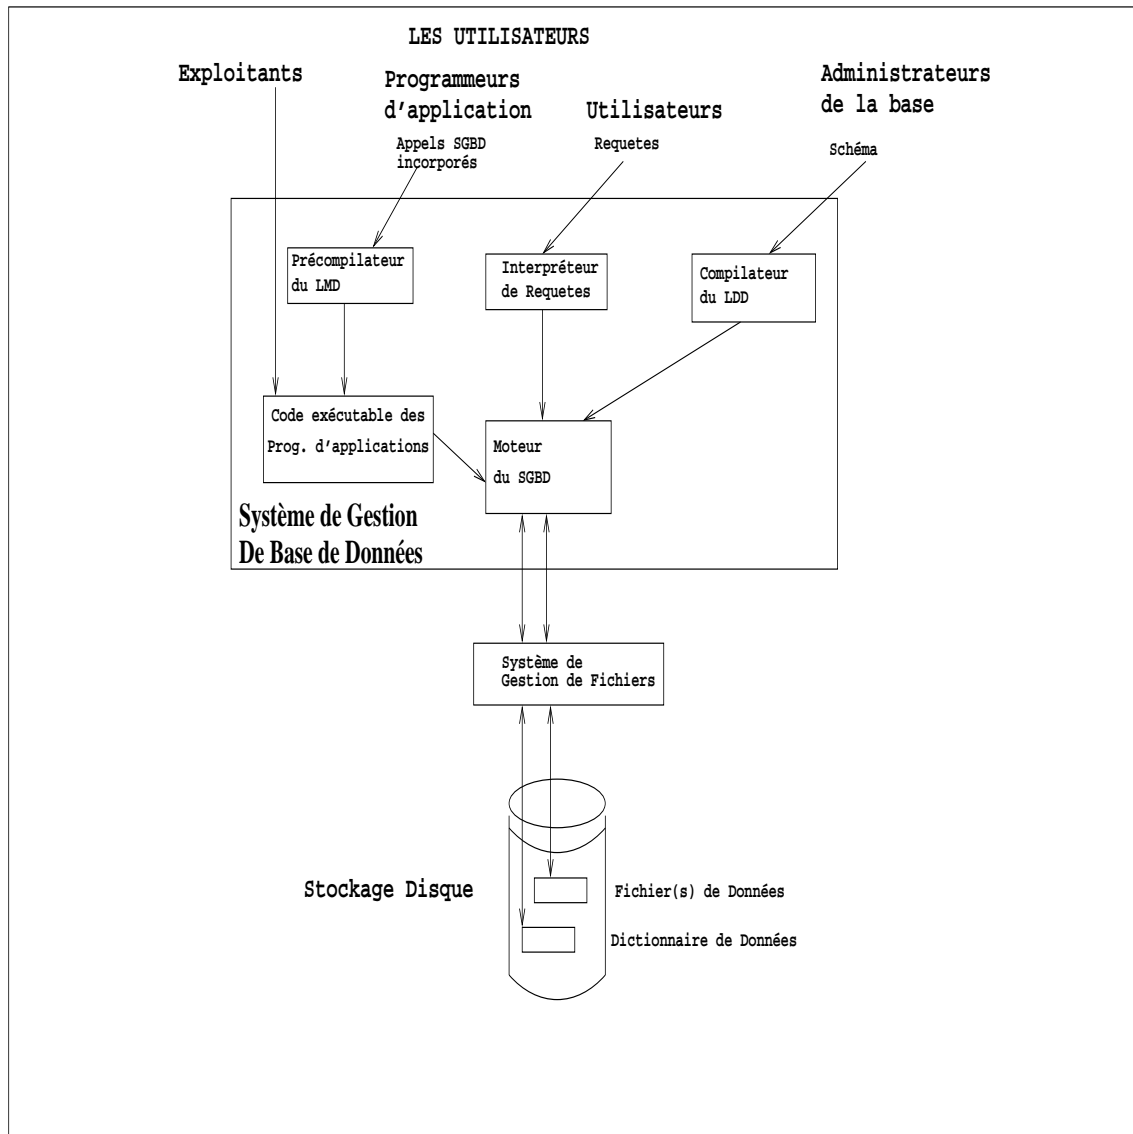 LES UTILISATEURS
Exploitants
Programmeurs
d'application
Appels SGBD
incorporés
Utilisateurs
Requetes
Administrateurs
de la base
Schéma
Précompilateur
du LMD
Interpréteur
de Requetes
Compilateur
du LDD
Code exécutable des
Prog. d'applications
Moteur
du SGBD
Système de Gestion
De Base de Données
Système de
Gestion de Fichiers
Stockage Disque
Fichier(s) de Données
Dictionnaire de Données